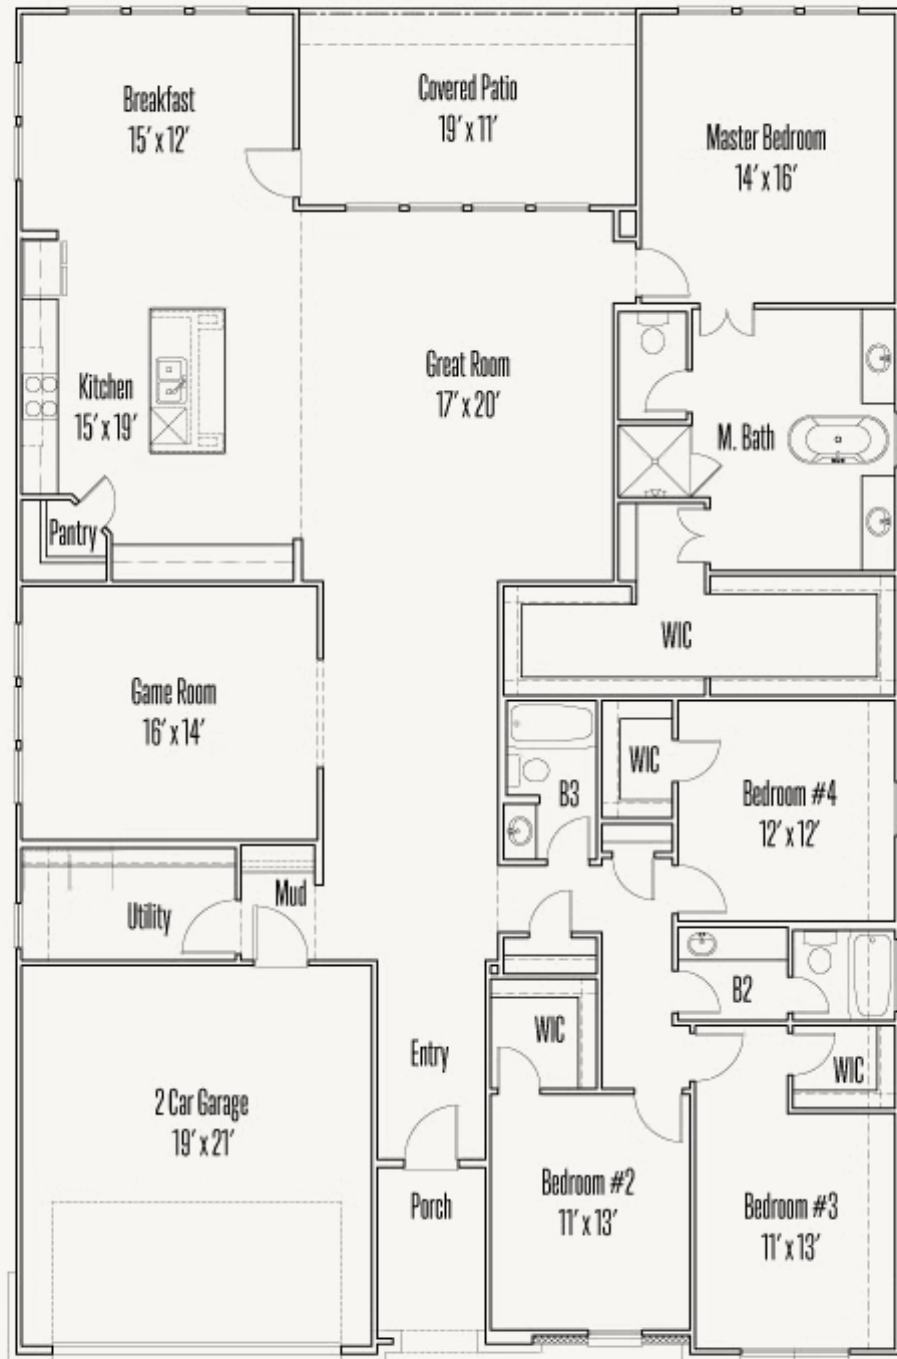 Breakfast
15' x 12'
Covered Patio
19' x 11'
Master Bedroom
14' x 16'
Great Room
17' x 20'
Kitchen
15' x 19'
M. Bath
Pantry
WIC
Game Room
16' x 14'
WIC
B3
Bedroom #4
12' x 12'
Mud
Utility
B2
WIC
Entry
WIC
2 Car Garage
19' x 21'
Bedroom #2
11' x 13'
Porch
Bedroom #3
11' x 13'